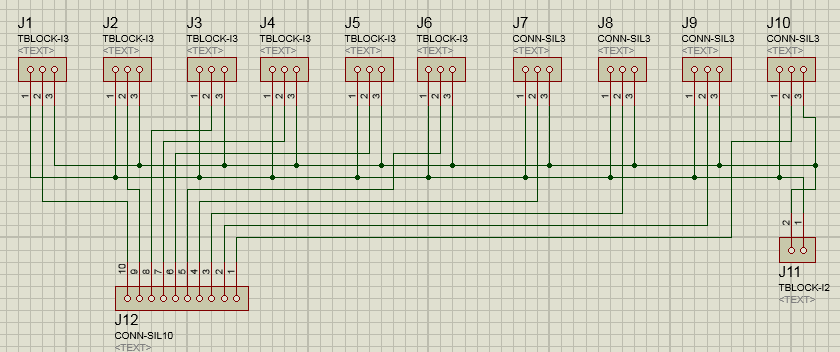 J1 J2 J3 J4 J5 J6 J7 J8 J9 J10
TBLOCK-I3 TBLOCK-I3 TBLOCK-I3 TBLOCK-I3 TBLOCK-I3 TBLOCK-I3 CONN-SIL3 CONN-SIL3 CONN-SIL3 CONN-SIL3
<TEXT> <TEXT> <TEXT> <TEXT> <TEXT> <TEXT> <TEXT> <TEXT> <TEXT> <TEXT>
1 2 3 1 2 3 1 2 3 1 2 3 1 2 3 1 2 3 1 2 3 1 2 3 1 2 3 1 2 3
2 1
10 9 8 7 6 5 4 3 2 1
J11
TBLOCK-I2
<TEXT>
J12
CONN-SIL10
<TEXT>